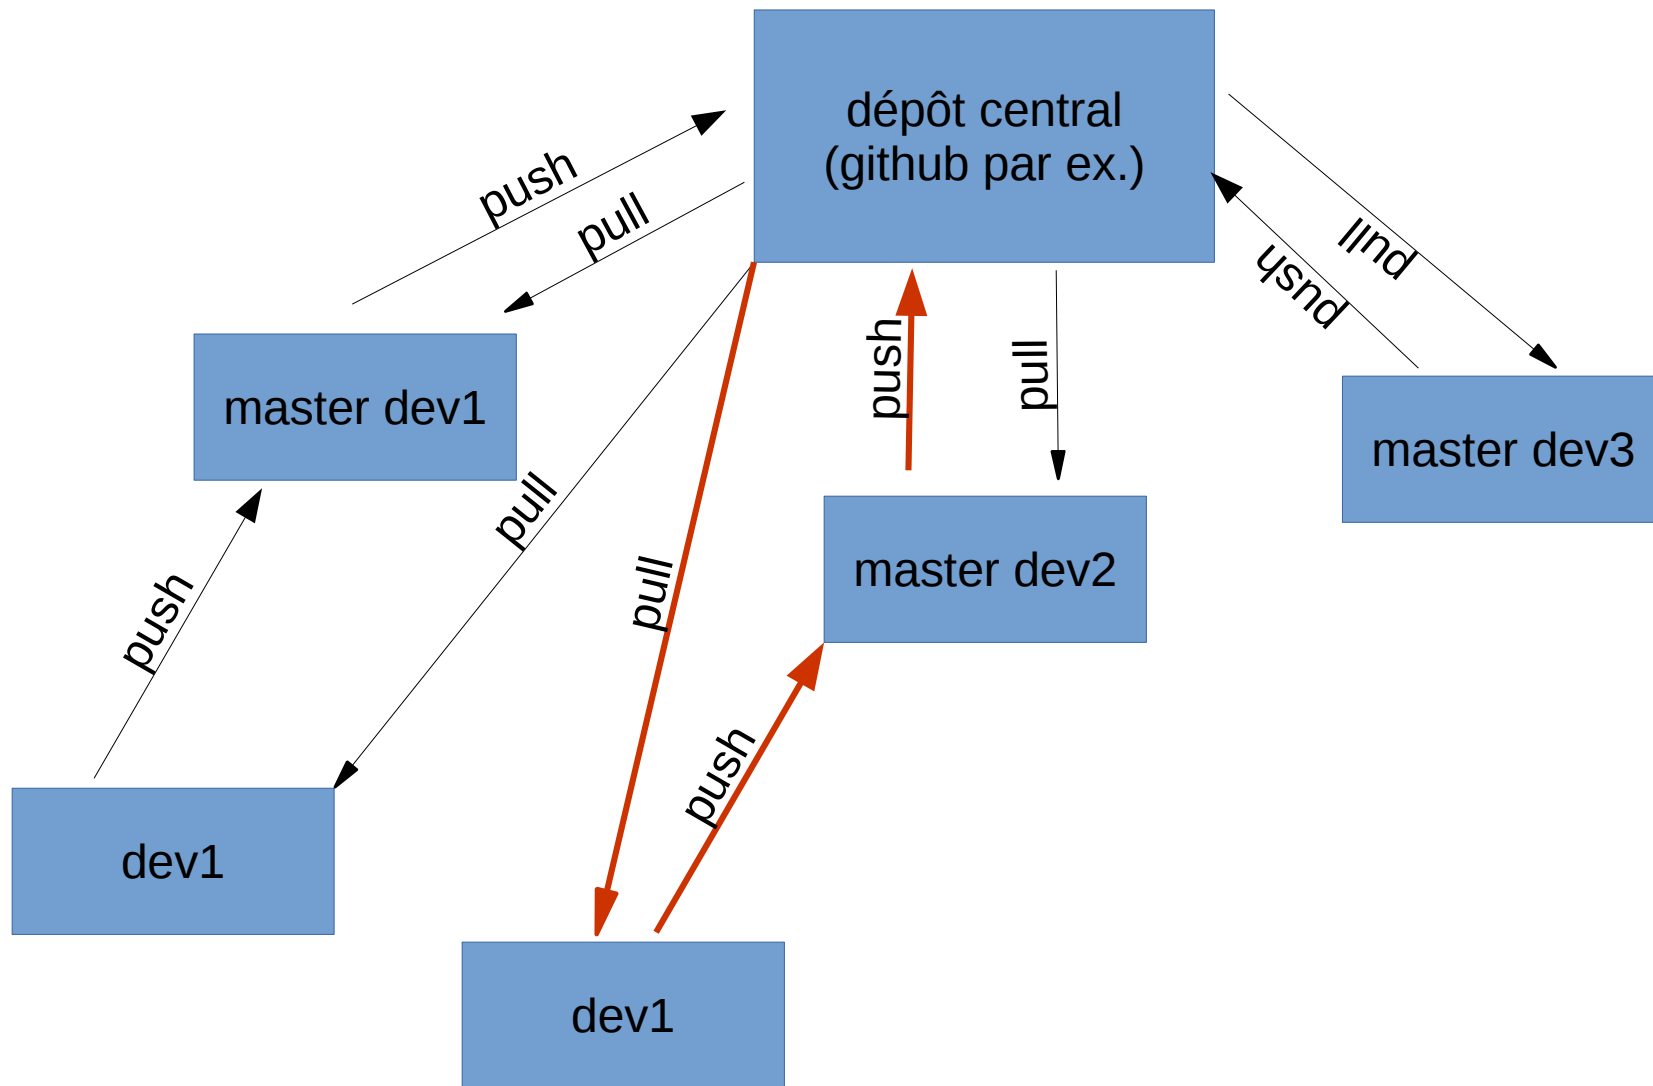 dépôt central
(github par ex.)
push
pull
pull
push
push
pull
master dev1
master dev3
pull
master dev2
pull
push
push
dev1
dev1